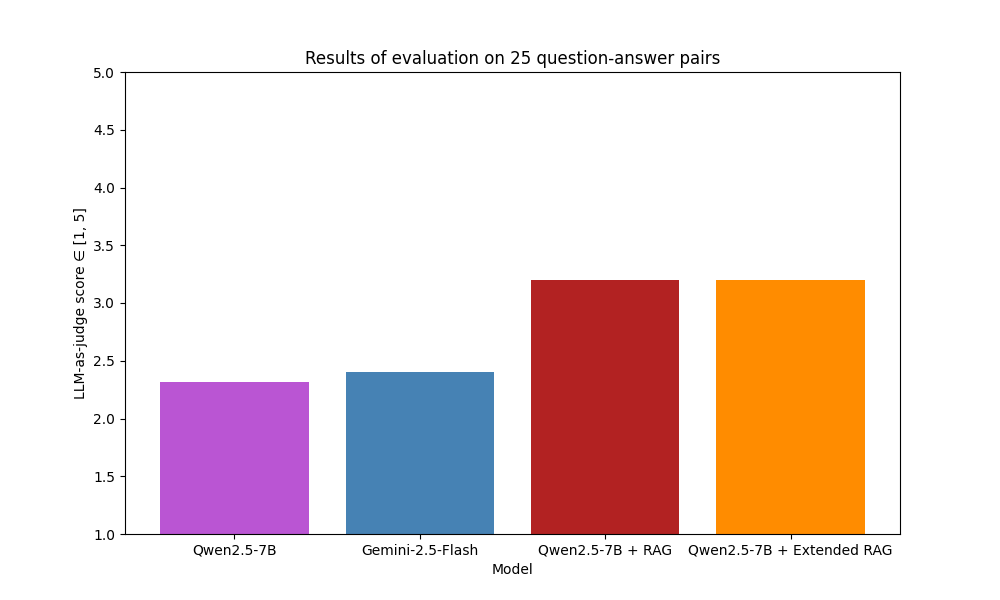 Results of evaluation on 25 question-answer pairs
5.0
4.5
4.0
3.5
3.0
2.5
2.0
1.5
1.0
LLM-as-judge score ∈ [1, 5]
Qwen2.5-7B
Gemini-2.5-Flash
Qwen2.5-7B + RAG
Qwen2.5-7B + Extended RAG
Model